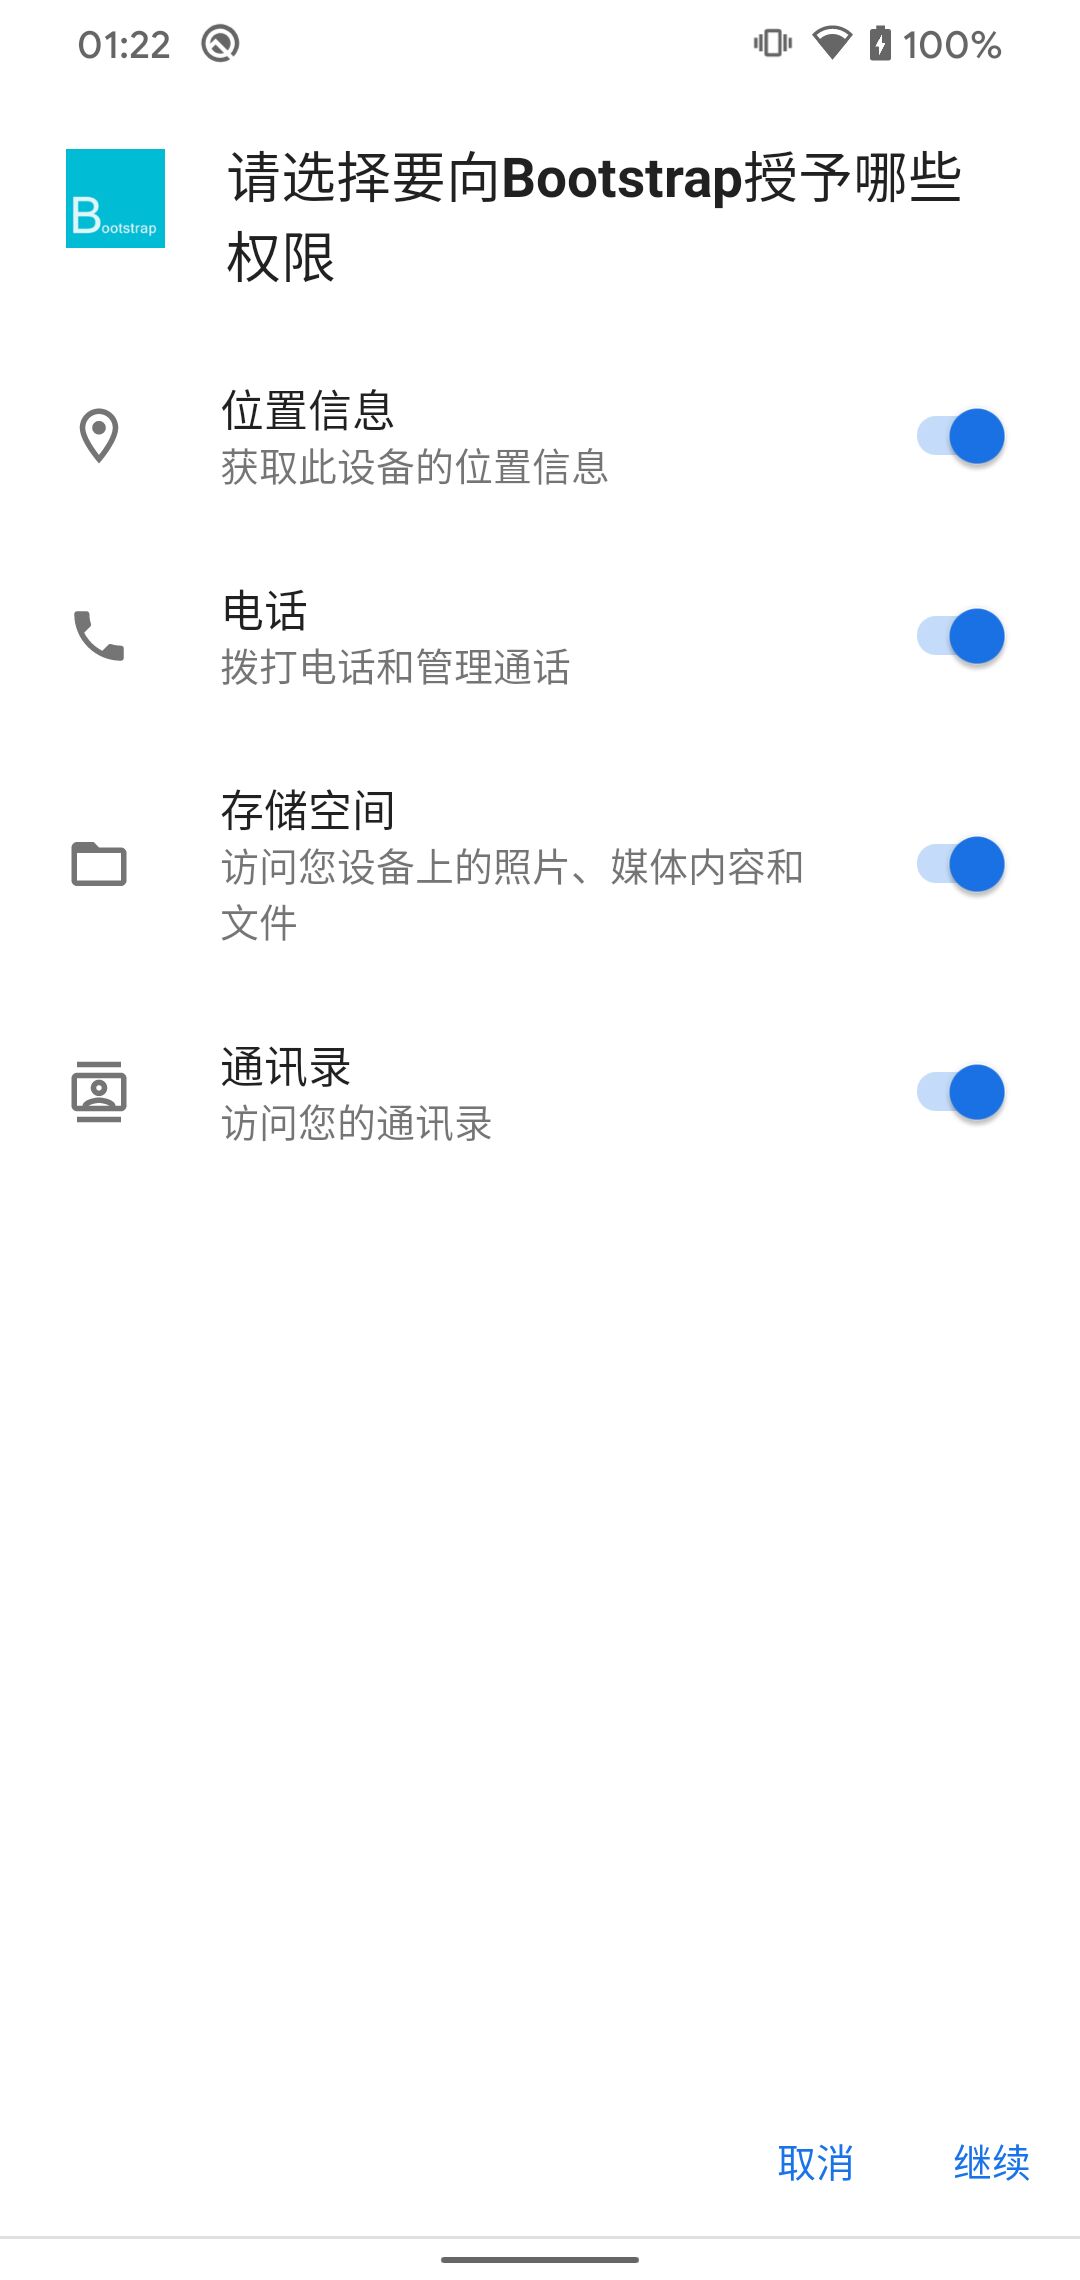 01:22
100%
Bootstrap
请选择要向Bootstrap授予哪些
权限
位置信息
获取此设备的位置信息
电话
拨打电话和管理通话
存储空间
访问您设备上的照片、媒体内容和
文件
通讯录
访问您的通讯录
取消
继续